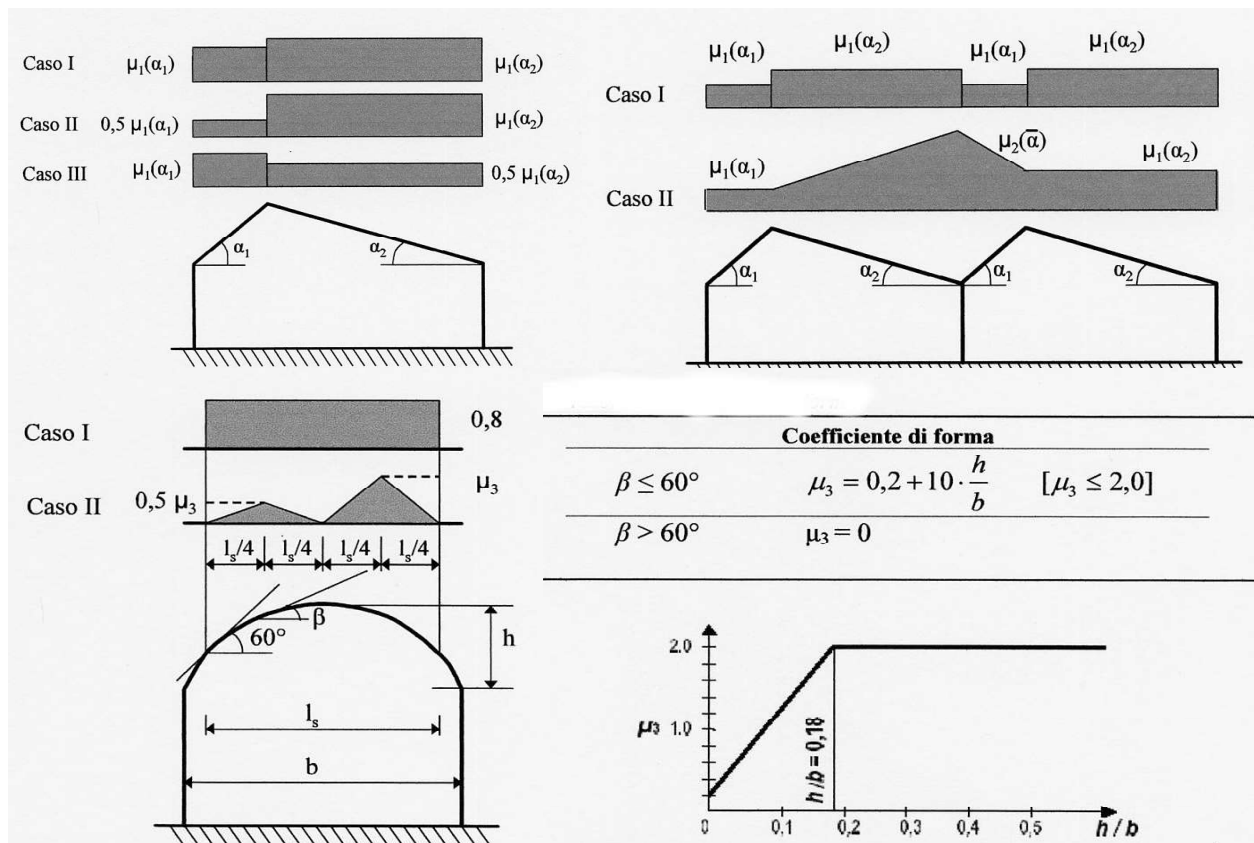 Caso I μ₁(α₁) μ₁(α₂)
Caso II 0,5 μ₁(α₁) μ₁(α₂)
Caso III μ₁(α₁) 0,5 μ₁(α₂)
α₁ α₂
μ₁(α₁) μ₁(α₂) μ₁(α₁) μ₁(α₂)
Caso I
μ₁(α₁) μ₂(α̅) μ₁(α₂)
Caso II
α₁ α₂ α₁ α₂
Caso I 0,8
Caso II 0,5 μ₃ μ₃
lₛ/4 lₛ/4 lₛ/4 lₛ/4
60° β h
lₛ
b
Coefficiente di forma
β ≤ 60° μ₃ = 0,2 + 10 · h/b [μ₃ ≤ 2,0]
β > 60° μ₃ = 0
2.0
μ₃ 1.0
h/b = 0,18
0 0,1 0,2 0,3 0,4 0,5 h/b